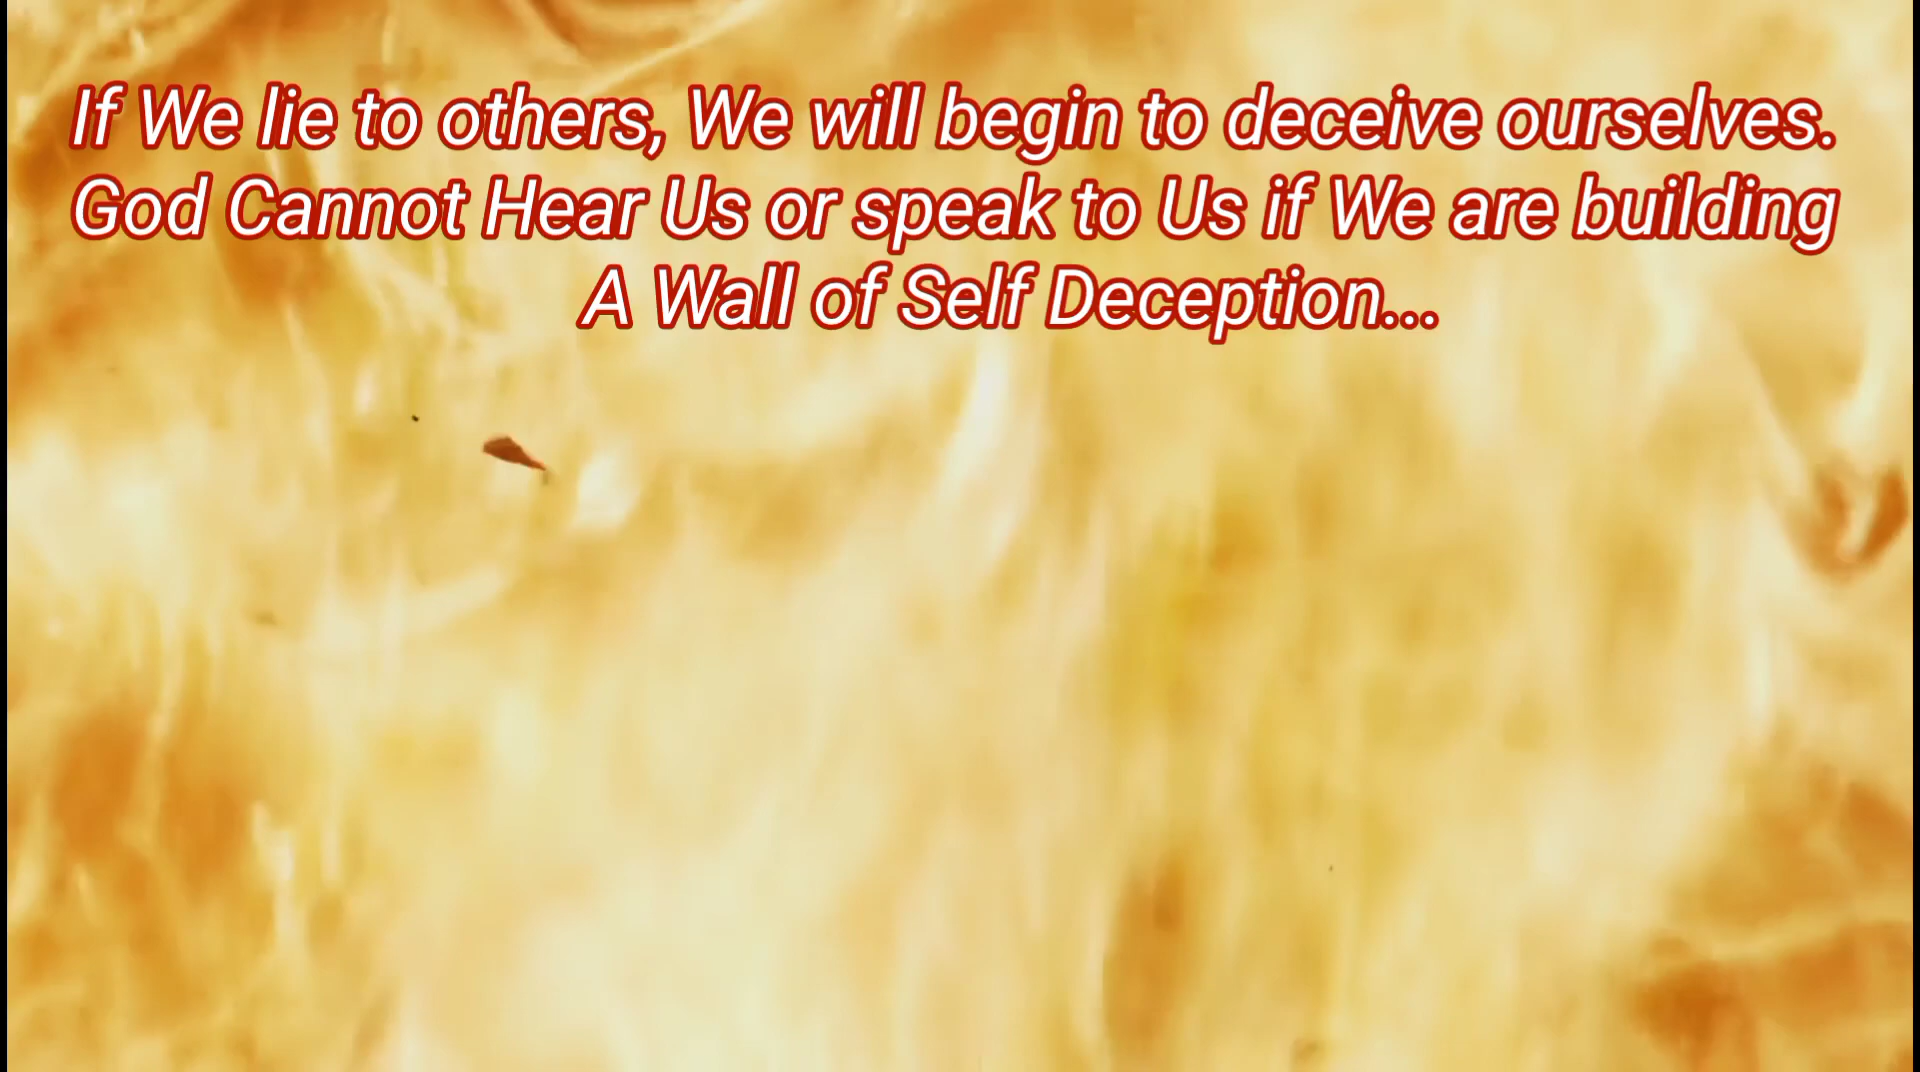 If We lie to others, We will begin to deceive ourselves.
God Cannot Hear Us or speak to Us if We are building
A Wall of Self Deception...